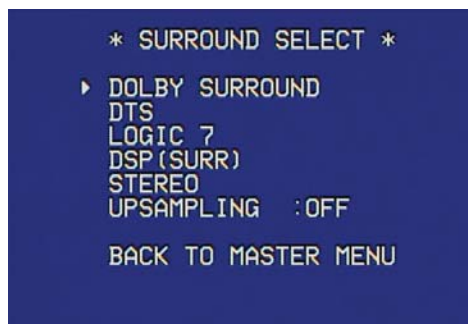 * SURROUND SELECT *
DOLBY SURROUND
DTS
LOGIC 7
DSP(SURR)
STEREO
UPSAMPLING :OFF
BACK TO MASTER MENU